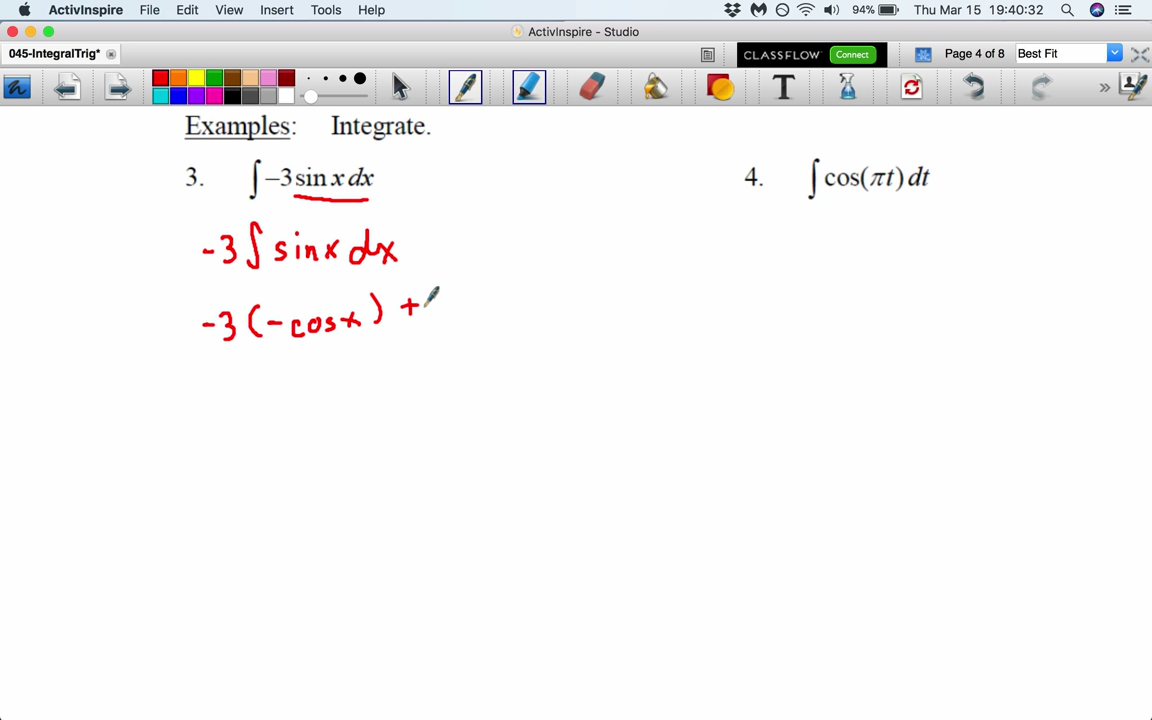 ActivInspire File Edit View Insert Tools Help 94% Thu Mar 15 19:40:32
ActivInspire - Studio
045-IntegralTrig* CLASSFLOW Connect Page 4 of 8 Best Fit
T »
Examples: Integrate.
3. ∫ –3 sin x dx
4. ∫ cos(πt) dt
-3 ∫ sinx dx
-3 (-cosx) +